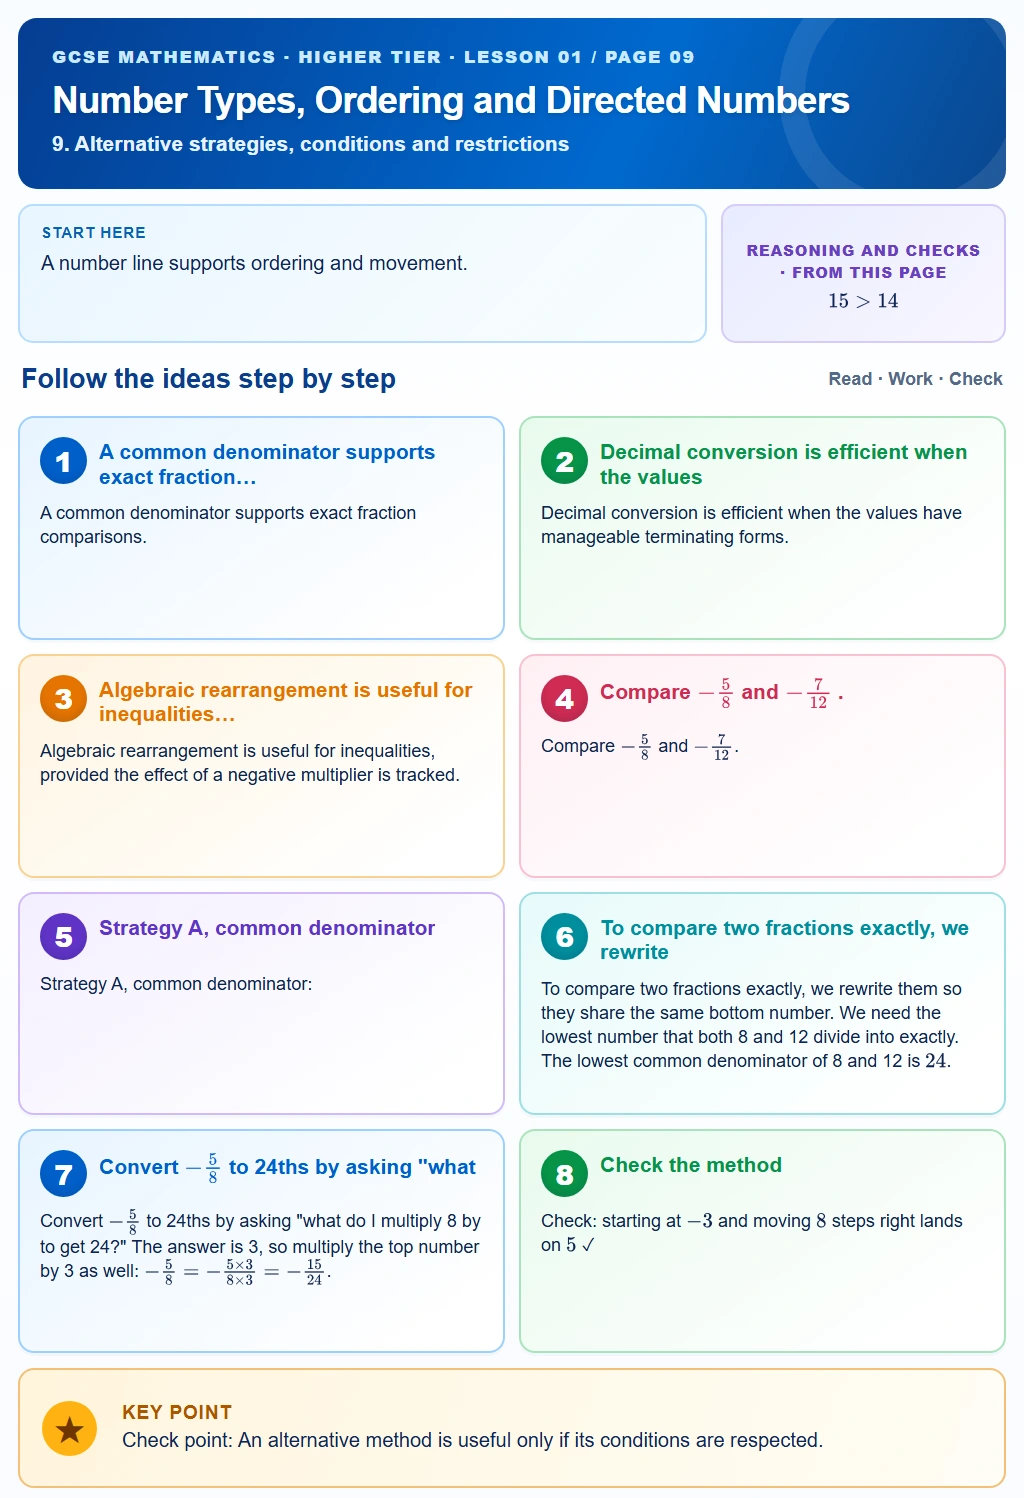 GCSE MATHEMATICS · HIGHER TIER · LESSON 01 / PAGE 09
Number Types, Ordering and Directed Numbers
9. Alternative strategies, conditions and restrictions
START HERE
A number line supports ordering and movement.
REASONING AND CHECKS
· FROM THIS PAGE
15 > 14
Follow the ideas step by step
Read · Work · Check
1
A common denominator supports
exact fraction…
A common denominator supports exact fraction
comparisons.
2
Decimal conversion is efficient when
the values
Decimal conversion is efficient when the values have
manageable terminating forms.
3
Algebraic rearrangement is useful for
inequalities…
Algebraic rearrangement is useful for inequalities,
provided the effect of a negative multiplier is tracked.
4
Compare −5/8 and −7/12 .
Compare −5/8 and −7/12.
5
Strategy A, common denominator
Strategy A, common denominator:
6
To compare two fractions exactly, we
rewrite
To compare two fractions exactly, we rewrite them so
they share the same bottom number. We need the
lowest number that both 8 and 12 divide into exactly.
The lowest common denominator of 8 and 12 is 24.
7
Convert −5/8 to 24ths by asking "what
Convert −5/8 to 24ths by asking "what do I multiply 8 by
to get 24?" The answer is 3, so multiply the top number
by 3 as well: −5/8 = −5×3/8×3 = −15/24.
8
Check the method
Check: starting at −3 and moving 8 steps right lands
on 5 ✓
KEY POINT
Check point: An alternative method is useful only if its conditions are respected.